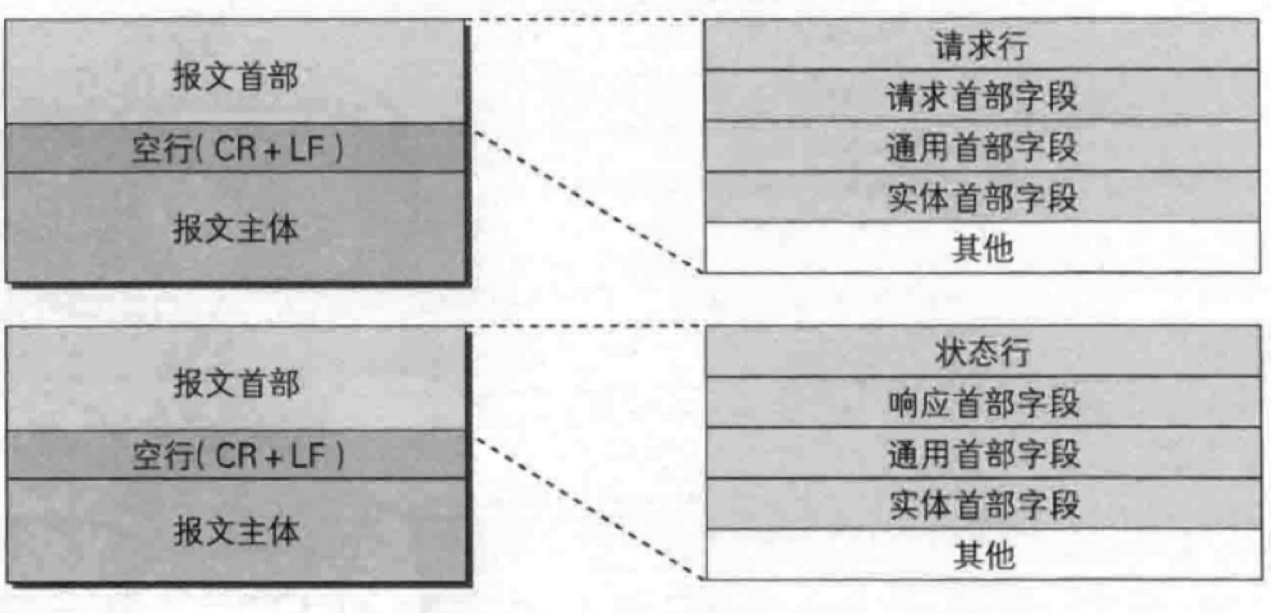 报文首部
空行( CR + LF )
报文主体
请求行
请求首部字段
通用首部字段
实体首部字段
其他
报文首部
空行( CR + LF )
报文主体
状态行
响应首部字段
通用首部字段
实体首部字段
其他